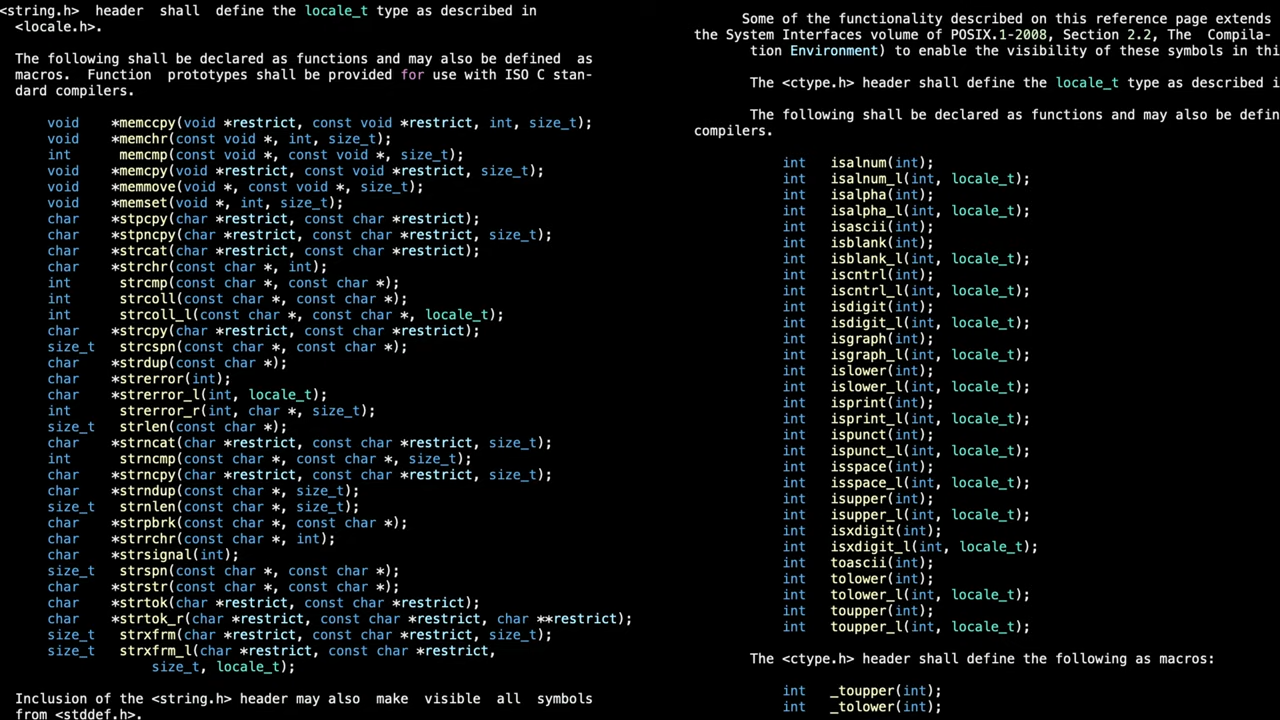 <string.h> header shall define the locale_t type as described in
<locale.h>.
The following shall be declared as functions and may also be defined as
macros. Function prototypes shall be provided for use with ISO C stan-
dard compilers.
void *memccpy(void *restrict, const void *restrict, int, size_t);
void *memchr(const void *, int, size_t);
int memcmp(const void *, const void *, size_t);
void *memcpy(void *restrict, const void *restrict, size_t);
void *memmove(void *, const void *, size_t);
void *memset(void *, int, size_t);
char *stpcpy(char *restrict, const char *restrict);
char *stpncpy(char *restrict, const char *restrict, size_t);
char *strcat(char *restrict, const char *restrict);
char *strchr(const char *, int);
int strcmp(const char *, const char *);
int strcoll(const char *, const char *);
int strcoll_l(const char *, const char *, locale_t);
char *strcpy(char *restrict, const char *restrict);
size_t strcspn(const char *, const char *);
char *strdup(const char *);
char *strerror(int);
char *strerror_l(int, locale_t);
int strerror_r(int, char *, size_t);
size_t strlen(const char *);
char *strncat(char *restrict, const char *restrict, size_t);
int strncmp(const char *, const char *, size_t);
char *strncpy(char *restrict, const char *restrict, size_t);
char *strndup(const char *, size_t);
size_t strnlen(const char *, size_t);
char *strpbrk(const char *, const char *);
char *strrchr(const char *, int);
char *strsignal(int);
size_t strspn(const char *, const char *);
char *strstr(const char *, const char *);
char *strtok(char *restrict, const char *restrict);
char *strtok_r(char *restrict, const char *restrict, char **restrict);
size_t strxfrm(char *restrict, const char *restrict, size_t);
size_t strxfrm_l(char *restrict, const char *restrict,
size_t, locale_t);
Inclusion of the <string.h> header may also make visible all symbols
from <stddef.h>.
Some of the functionality described on this reference page extends
the System Interfaces volume of POSIX.1-2008, Section 2.2, The Compila-
tion Environment) to enable the visibility of these symbols in thi
The <ctype.h> header shall define the locale_t type as described i
The following shall be declared as functions and may also be defin
compilers.
int isalnum(int);
int isalnum_l(int, locale_t);
int isalpha(int);
int isalpha_l(int, locale_t);
int isascii(int);
int isblank(int);
int isblank_l(int, locale_t);
int iscntrl(int);
int iscntrl_l(int, locale_t);
int isdigit(int);
int isdigit_l(int, locale_t);
int isgraph(int);
int isgraph_l(int, locale_t);
int islower(int);
int islower_l(int, locale_t);
int isprint(int);
int isprint_l(int, locale_t);
int ispunct(int);
int ispunct_l(int, locale_t);
int isspace(int);
int isspace_l(int, locale_t);
int isupper(int);
int isupper_l(int, locale_t);
int isxdigit(int);
int isxdigit_l(int, locale_t);
int toascii(int);
int tolower(int);
int tolower_l(int, locale_t);
int toupper(int);
int toupper_l(int, locale_t);
The <ctype.h> header shall define the following as macros:
int _toupper(int);
int _tolower(int);